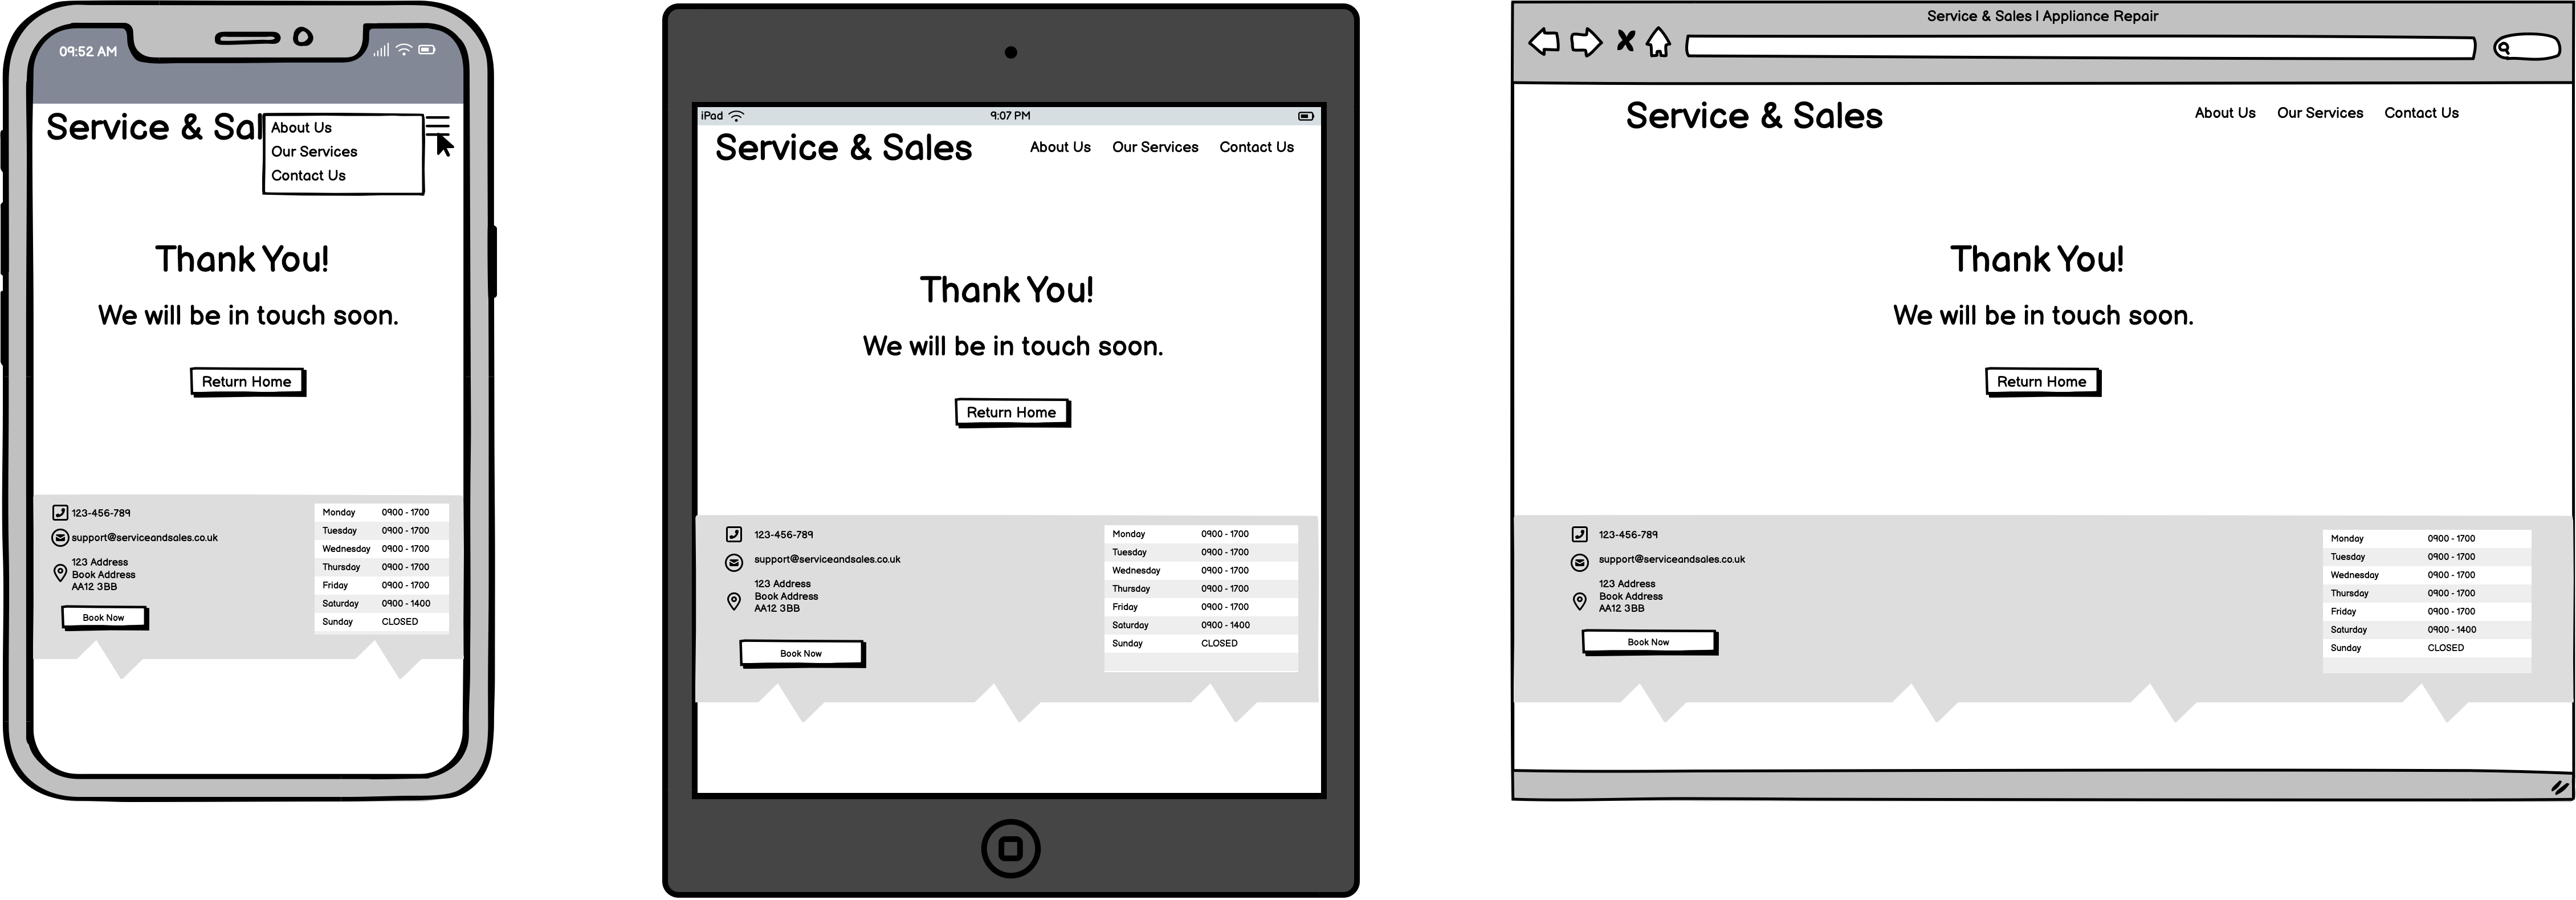 09:52 AM
Service & Sal
About Us
Our Services
Contact Us
Thank You!
We will be in touch soon.
Return Home
123-456-789
support@serviceandsales.co.uk
123 Address
Book Address
AA12 3BB
Book Now
Monday 0900 - 1700
Tuesday 0900 - 1700
Wednesday 0900 - 1700
Thursday 0900 - 1700
Friday 0900 - 1700
Saturday 0900 - 1400
Sunday CLOSED
iPad 9:07 PM
Service & Sales About Us Our Services Contact Us
Thank You!
We will be in touch soon.
Return Home
123-456-789
support@serviceandsales.co.uk
123 Address
Book Address
AA12 3BB
Book Now
Monday 0900 - 1700
Tuesday 0900 - 1700
Wednesday 0900 - 1700
Thursday 0900 - 1700
Friday 0900 - 1700
Saturday 0900 - 1400
Sunday CLOSED
Service & Sales | Appliance Repair
Service & Sales About Us Our Services Contact Us
Thank You!
We will be in touch soon.
Return Home
123-456-789
support@serviceandsales.co.uk
123 Address
Book Address
AA12 3BB
Book Now
Monday 0900 - 1700
Tuesday 0900 - 1700
Wednesday 0900 - 1700
Thursday 0900 - 1700
Friday 0900 - 1700
Saturday 0900 - 1400
Sunday CLOSED